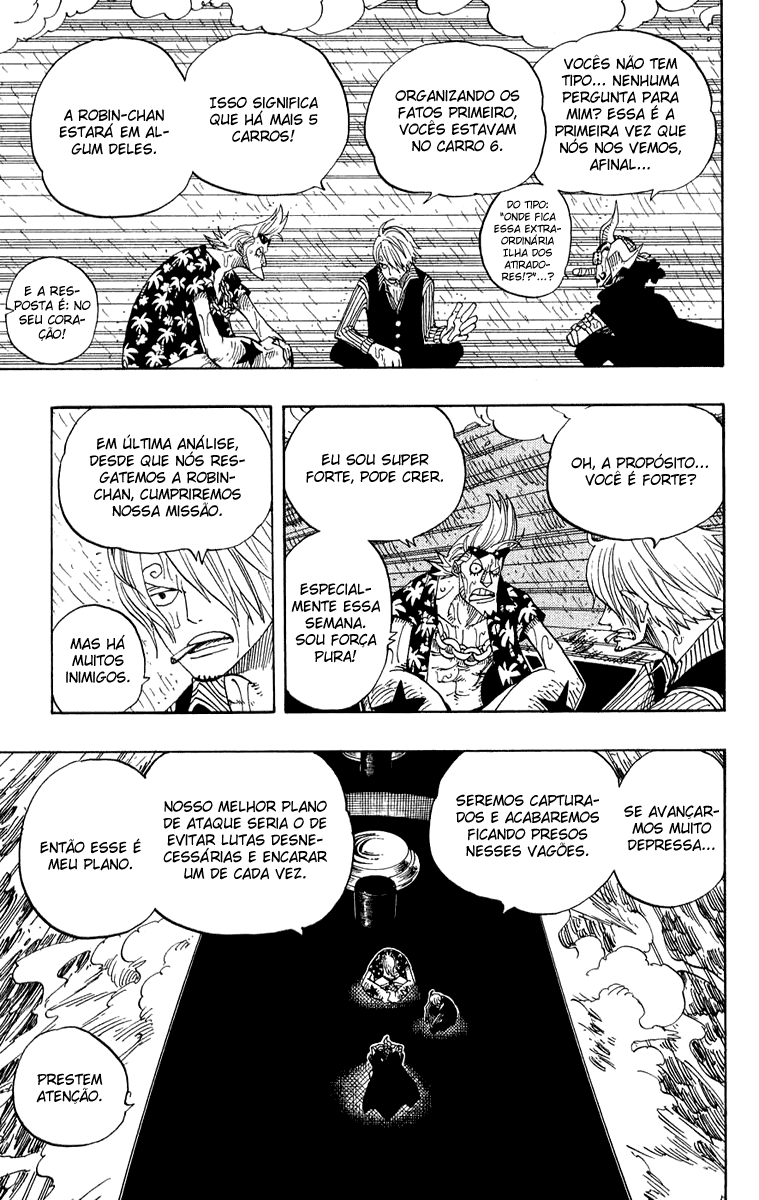 VOCÊS NÃO TEM
TIPO... NENHUMA
PERGUNTA PARA
MIM? ESSA É A
PRIMEIRA VEZ QUE
NÓS NOS VEMOS,
AFINAL...
DO TIPO:
"ONDE FICA
ESSA EXTRA-
ORDINÁRIA
ILHA DOS
ATIRADO-
RES!?"...?
ORGANIZANDO OS
FATOS PRIMEIRO,
VOCÊS ESTAVAM
NO CARRO 6.
ISSO SIGNIFICA
QUE HÁ MAIS 5
CARROS!
A ROBIN-CHAN
ESTARÁ EM AL-
GUM DELES.
E A RES-
POSTA É: NO
SEU CORA-
ÇÃO!
OH, A PROPÓSITO...
VOCÊ É FORTE?
EU SOU SUPER
FORTE, PODE CRER.
ESPECIAL-
MENTE ESSA
SEMANA.
SOU FORÇA
PURA!
EM ÚLTIMA ANÁLISE,
DESDE QUE NÓS RES-
GATEMOS A ROBIN-
CHAN, CUMPRIREMOS
NOSSA MISSÃO.
MAS HÁ
MUITOS
INIMIGOS.
SE AVANÇAR-
MOS MUITO
DEPRESSA...
SEREMOS CAPTURA-
DOS E ACABAREMOS
FICANDO PRESOS
NESSES VAGÕES.
NOSSO MELHOR PLANO
DE ATAQUE SERIA O DE
EVITAR LUTAS DESNE-
CESSÁRIAS E ENCARAR
UM DE CADA VEZ.
ENTÃO ESSE É
MEU PLANO.
PRESTEM
ATENÇÃO.